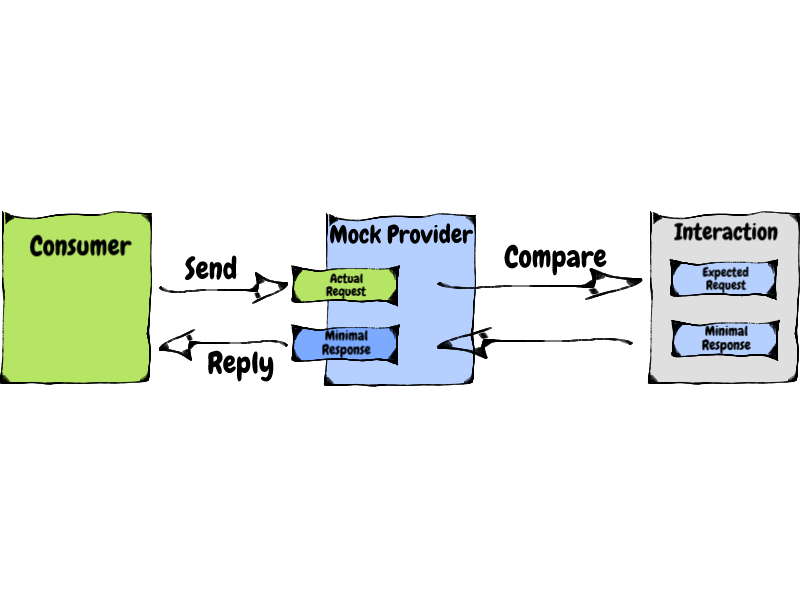 Consumer
Send
Reply
Mock Provider
Actual
Request
Minimal
Response
Compare
Interaction
Expected
Request
Minimal
Response